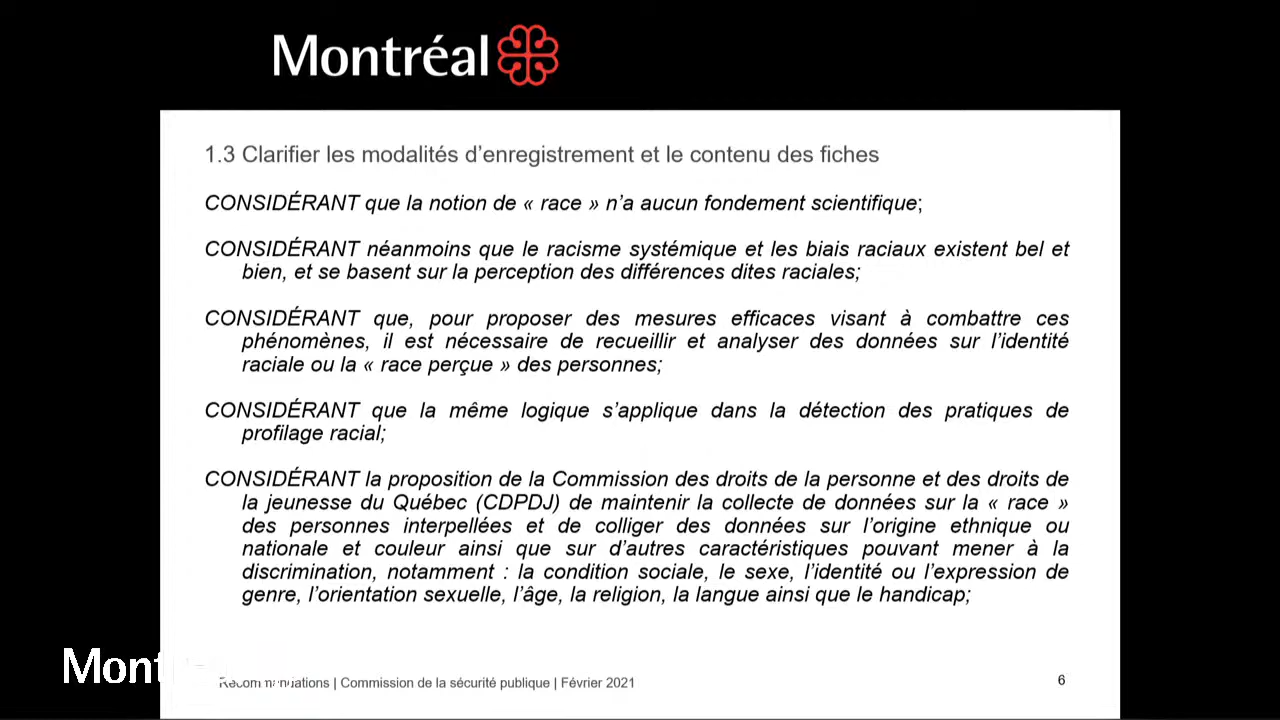 Montréal
1.3 Clarifier les modalités d’enregistrement et le contenu des fiches
CONSIDÉRANT que la notion de « race » n’a aucun fondement scientifique;
CONSIDÉRANT néanmoins que le racisme systémique et les biais raciaux existent bel et
bien, et se basent sur la perception des différences dites raciales;
CONSIDÉRANT que, pour proposer des mesures efficaces visant à combattre ces
phénomènes, il est nécessaire de recueillir et analyser des données sur l’identité
raciale ou la « race perçue » des personnes;
CONSIDÉRANT que la même logique s’applique dans la détection des pratiques de
profilage racial;
CONSIDÉRANT la proposition de la Commission des droits de la personne et des droits de
la jeunesse du Québec (CDPDJ) de maintenir la collecte de données sur la « race »
des personnes interpellées et de colliger des données sur l’origine ethnique ou
nationale et couleur ainsi que sur d’autres caractéristiques pouvant mener à la
discrimination, notamment : la condition sociale, le sexe, l’identité ou l’expression de
genre, l’orientation sexuelle, l’âge, la religion, la langue ainsi que le handicap;
Montréal
Recommandations | Commission de la sécurité publique | Février 2021
6